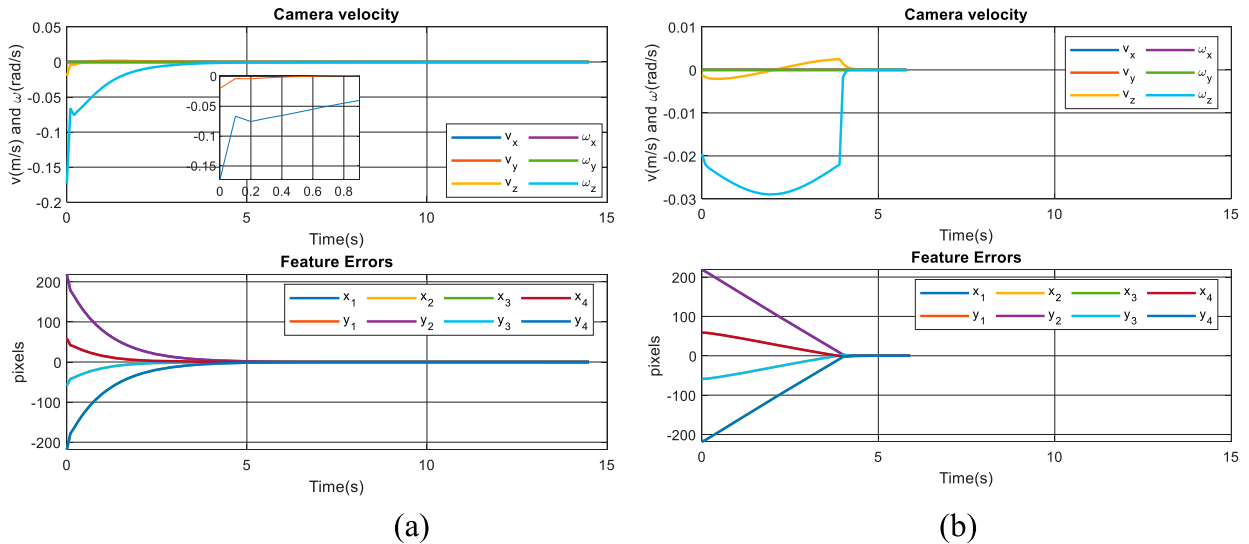 Camera velocity
v(m/s) and ω(rad/s)
0.05
0
-0.05
-0.1
-0.15
-0.2
0
-0.05
-0.1
-0.15
0 0.2 0.4 0.6 0.8
v_x ω_x
v_y ω_y
v_z ω_z
0 5 10 15
Time(s)
Feature Errors
pixels
200
100
0
-100
-200
x_1 x_2 x_3 x_4
y_1 y_2 y_3 y_4
0 5 10 15
Time(s)
(a)
Camera velocity
v(m/s) and ω(rad/s)
0.01
0
-0.01
-0.02
-0.03
v_x ω_x
v_y ω_y
v_z ω_z
0 5 10 15
Time(s)
Feature Errors
pixels
200
100
0
-100
-200
x_1 x_2 x_3 x_4
y_1 y_2 y_3 y_4
0 5 10 15
Time(s)
(b)